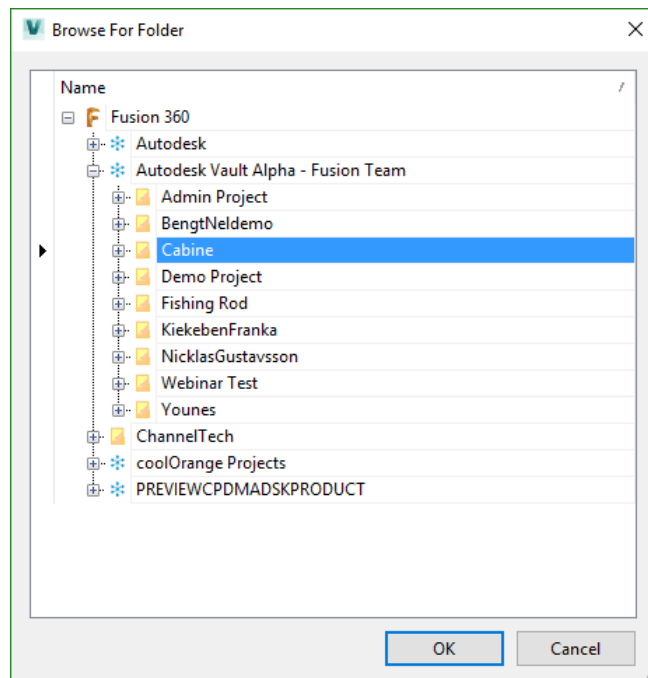 Browse For Folder
Name
Fusion 360
Autodesk
Autodesk Vault Alpha - Fusion Team
Admin Project
BengtNeldemo
Cabine
Demo Project
Fishing Rod
KiekebenFranka
NicklasGustavsson
Webinar Test
Younes
ChannelTech
coolOrange Projects
PREVIEWCPDMADSKPRODUCT
OK Cancel